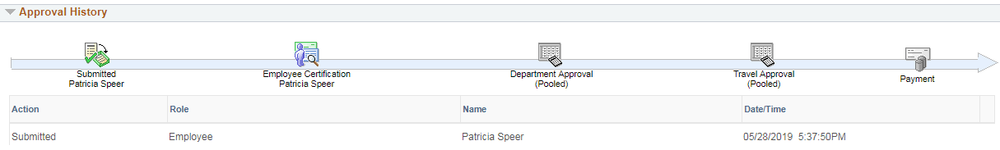 Approval History
Submitted
Patricia Speer
Employee Certification
Patricia Speer
Department Approval
(Pooled)
Travel Approval
(Pooled)
Payment
Action Role Name Date/Time
Submitted Employee Patricia Speer 05/28/2019 5:37:50PM